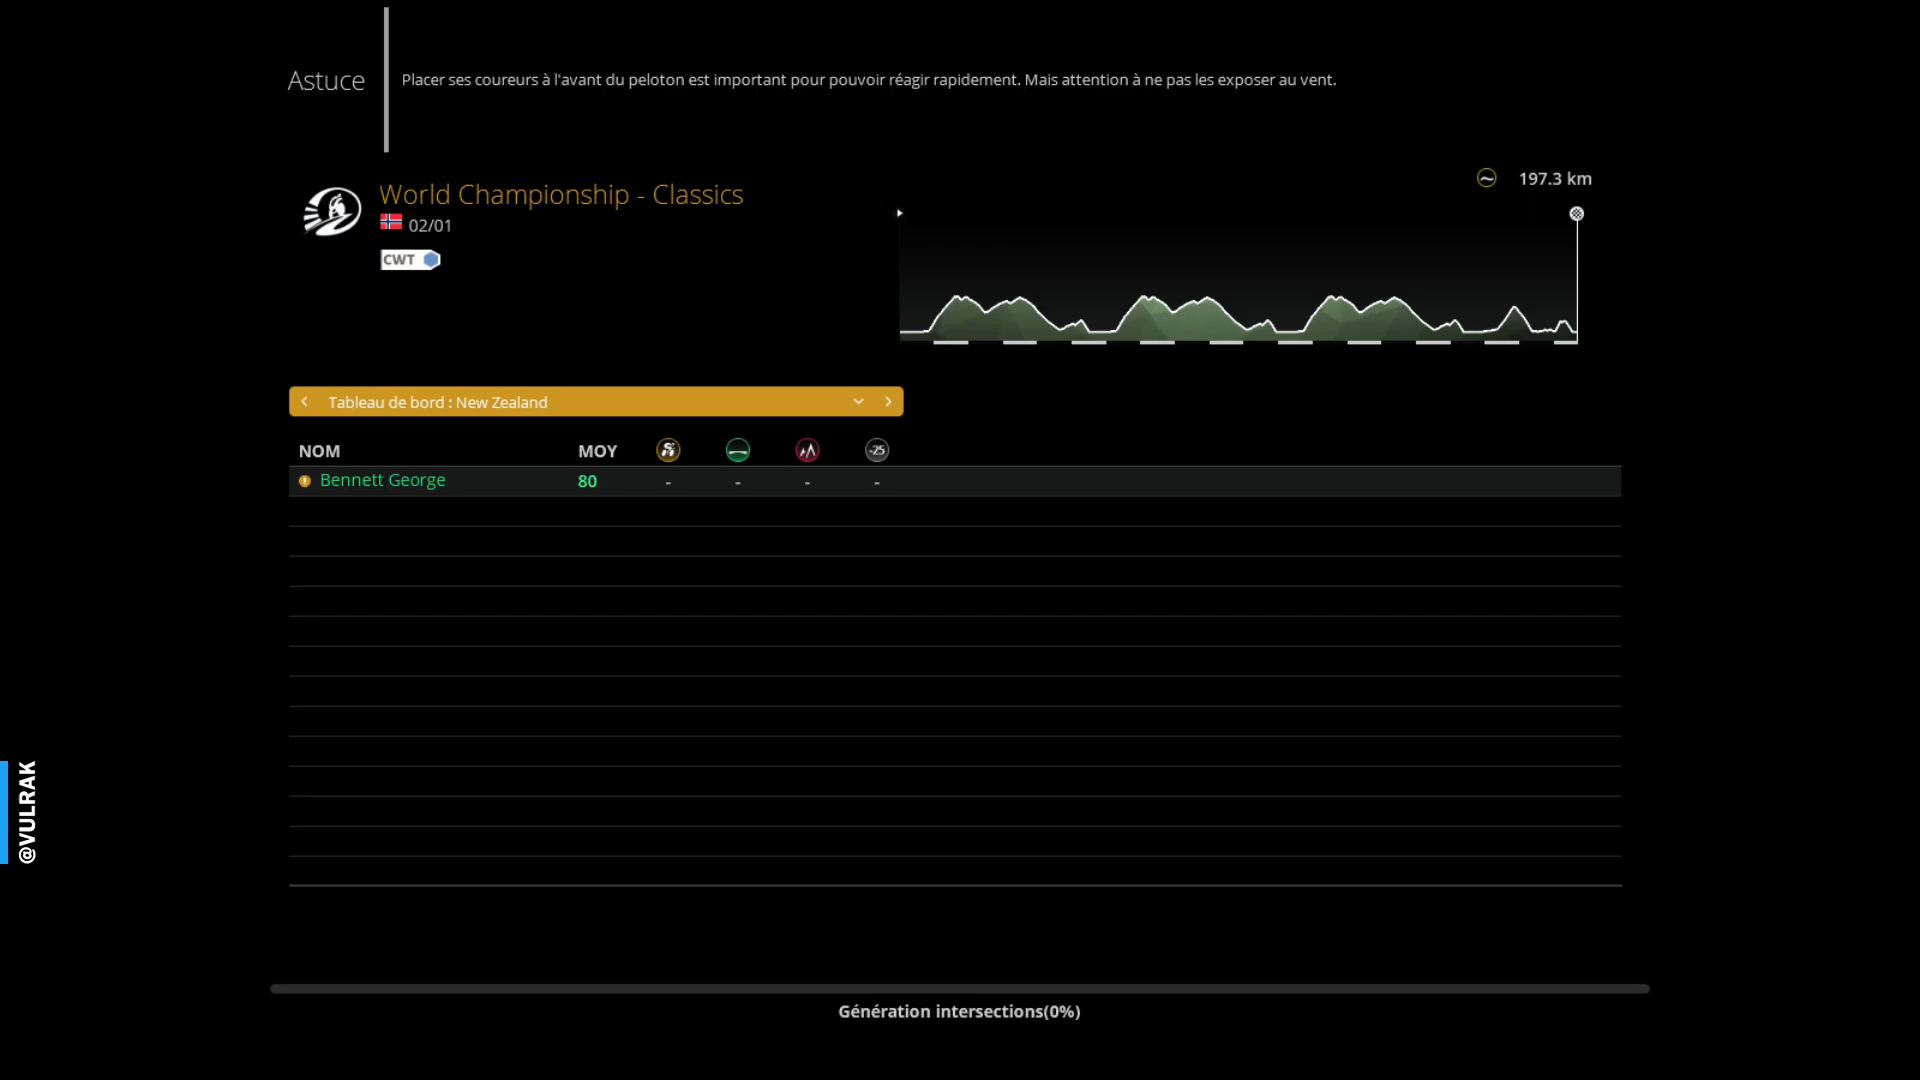 Astuce
Placer ses coureurs à l'avant du peloton est important pour pouvoir réagir rapidement. Mais attention à ne pas les exposer au vent.
World Championship - Classics
02/01
CWT
197.3 km
Tableau de bord : New Zealand
NOM MOY -25
Bennett George 80 - - - -
@VULRAK
Génération intersections(0%)